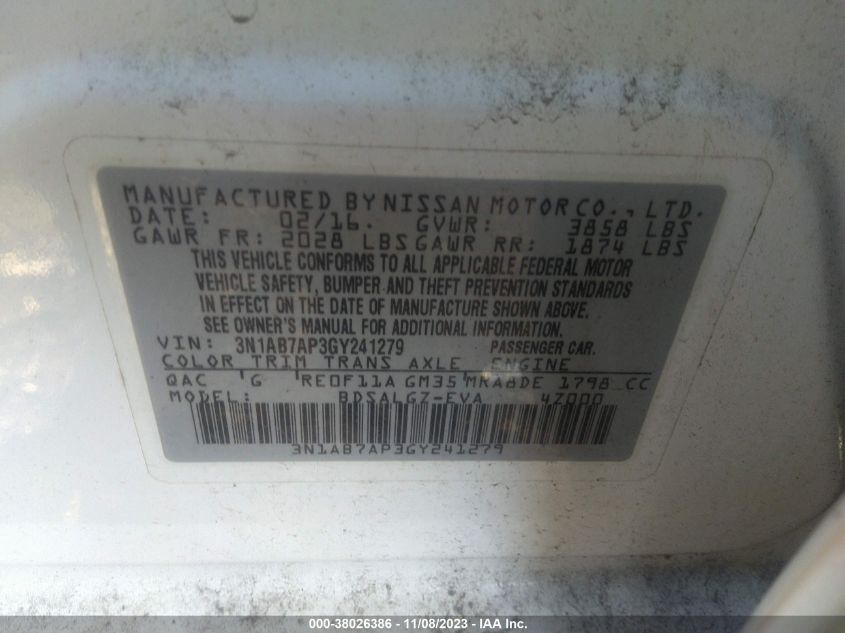 MANUFACTURED BY NISSAN MOTOR CO., LTD.
DATE: 02/16. GVWR: 3858 LBS
GAWR FR: 2028 LBS GAWR RR: 1874 LBS
THIS VEHICLE CONFORMS TO ALL APPLICABLE FEDERAL MOTOR
VEHICLE SAFETY, BUMPER AND THEFT PREVENTION STANDARDS
IN EFFECT ON THE DATE OF MANUFACTURE SHOWN ABOVE.
SEE OWNER'S MANUAL FOR ADDITIONAL INFORMATION.
VIN: 3N1AB7AP3GY241279 PASSENGER CAR.
COLOR TRIM TRANS AXLE ENGINE
QAC G RE0F11A GM35 MRA8DE 1798 CC
MODEL: BDSALGZ-EVA 4Z000
3N1AB7AP3GY241279
000-38026386 - 11/08/2023 - IAA Inc.